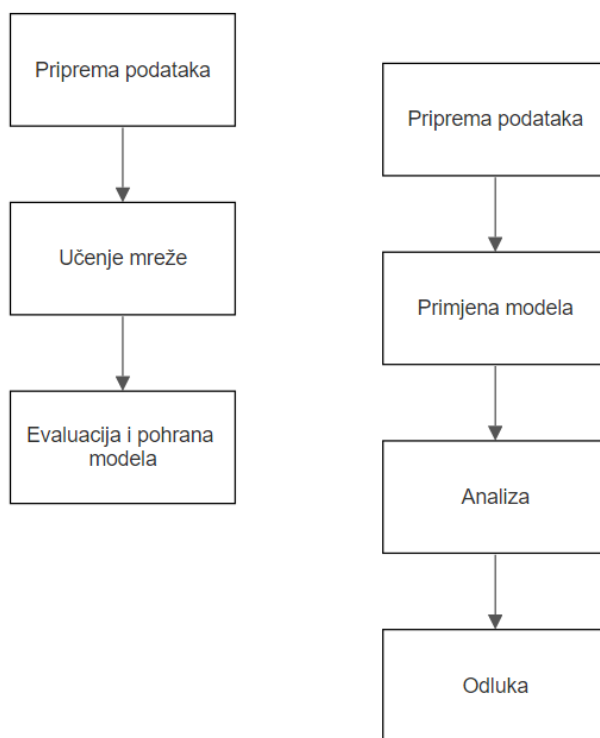 Priprema podataka
Učenje mreže
Evaluacija i pohrana
modela
Priprema podataka
Primjena modela
Analiza
Odluka